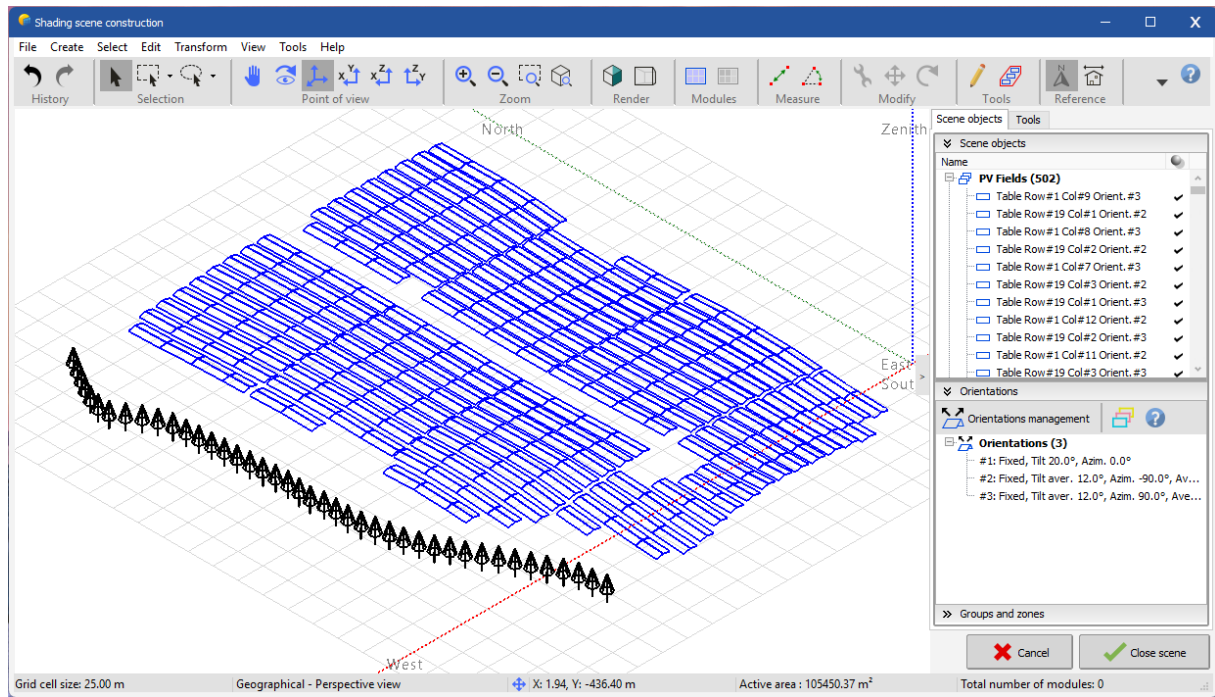 Shading scene construction
File Create Select Edit Transform View Tools Help
History Selection Point of view Zoom Render Modules Measure Modify Tools Reference
North
Zenith
East
Sout
West
Scene objects Tools
Scene objects
Name
PV Fields (502)
Table Row#1 Col#9 Orient. #3
Table Row#19 Col#1 Orient. #2
Table Row#1 Col#8 Orient. #3
Table Row#19 Col#2 Orient. #2
Table Row#1 Col#7 Orient. #3
Table Row#19 Col#3 Orient. #2
Table Row#19 Col#1 Orient. #3
Table Row#1 Col#12 Orient. #2
Table Row#19 Col#2 Orient. #3
Table Row#1 Col#11 Orient. #2
Table Row#19 Col#3 Orient. #3
Orientations
Orientations management
Orientations (3)
#1: Fixed, Tilt 20.0°, Azim. 0.0°
#2: Fixed, Tilt aver. 12.0°, Azim. -90.0°, Av...
#3: Fixed, Tilt aver. 12.0°, Azim. 90.0°, Ave...
Groups and zones
Cancel Close scene
Grid cell size: 25.00 m Geographical - Perspective view X: 1.94, Y: -436.40 m Active area : 105450.37 m² Total number of modules: 0